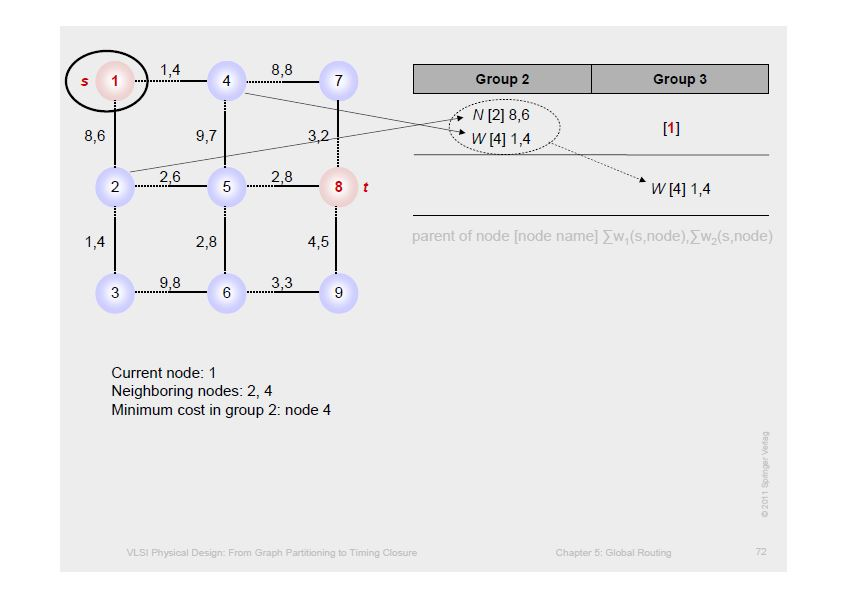 s 1 1,4 4 8,8 7
8,6 9,7 3,2
2 2,6 5 2,8 8 t
1,4 2,8 4,5
3 9,8 6 3,3 9
Group 2 Group 3
N [2] 8,6
W [4] 1,4
[1]
W [4] 1,4
parent of node [node name] ∑w1(s,node),∑w2(s,node)
Current node: 1
Neighboring nodes: 2, 4
Minimum cost in group 2: node 4
© 2011 Springer Verlag
VLSI Physical Design: From Graph Partitioning to Timing Closure
Chapter 5: Global Routing
72